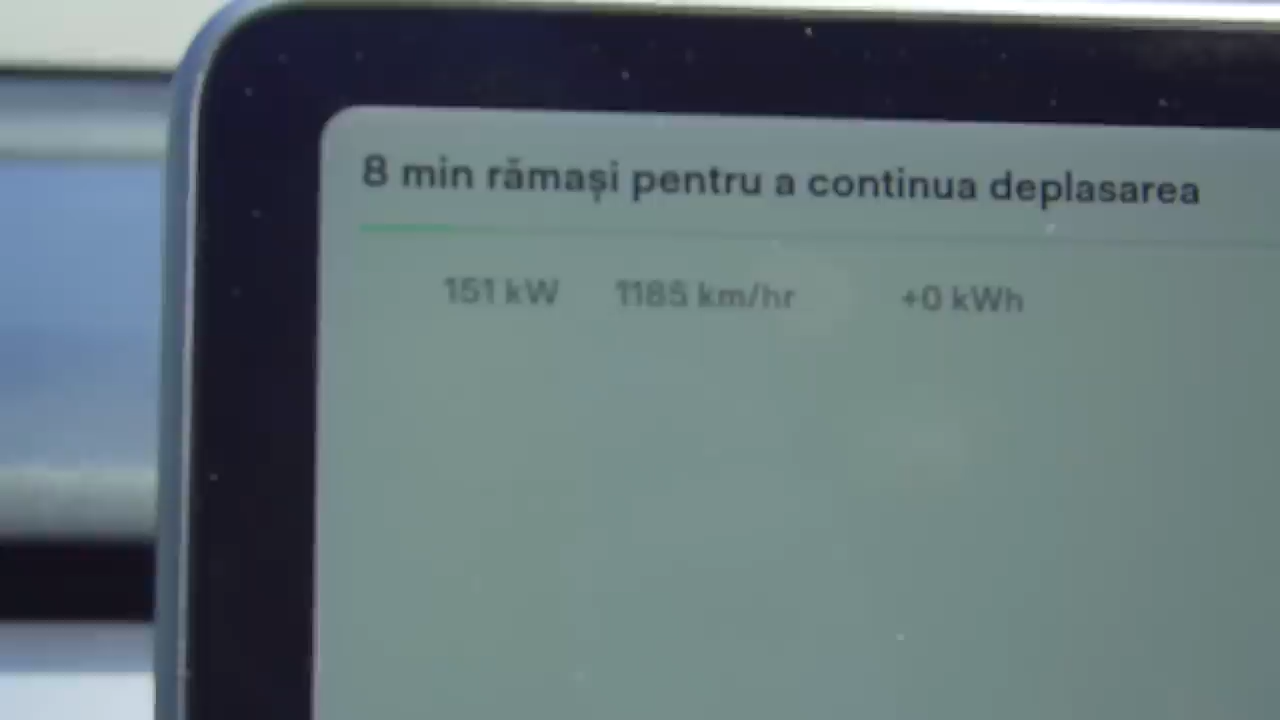 8 min rămași pentru a continua deplasarea
151 kW 1185 km/hr +0 kWh